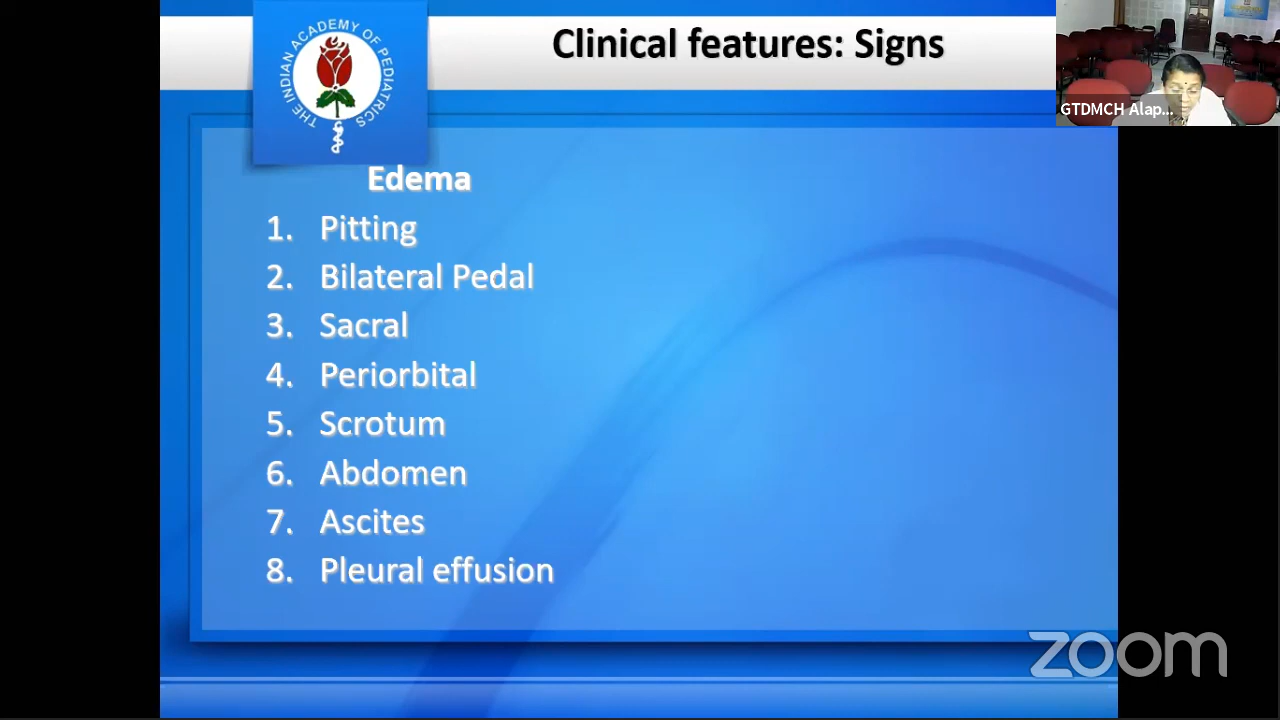 Clinical features: Signs
THE INDIAN ACADEMY OF PEDIATRICS
GTDMCH Alap...
Edema
1. Pitting
2. Bilateral Pedal
3. Sacral
4. Periorbital
5. Scrotum
6. Abdomen
7. Ascites
8. Pleural effusion
zoom